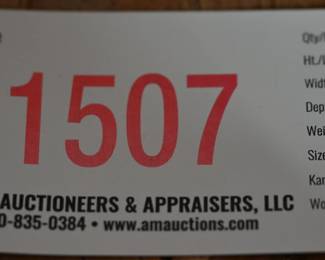 Qty/
Ht./
Widt
1507
Dep
Wei
Size
Kar
AUCTIONEERS & APPRAISERS, LLC
0-835-0384 • www.amauctions.com
Wo